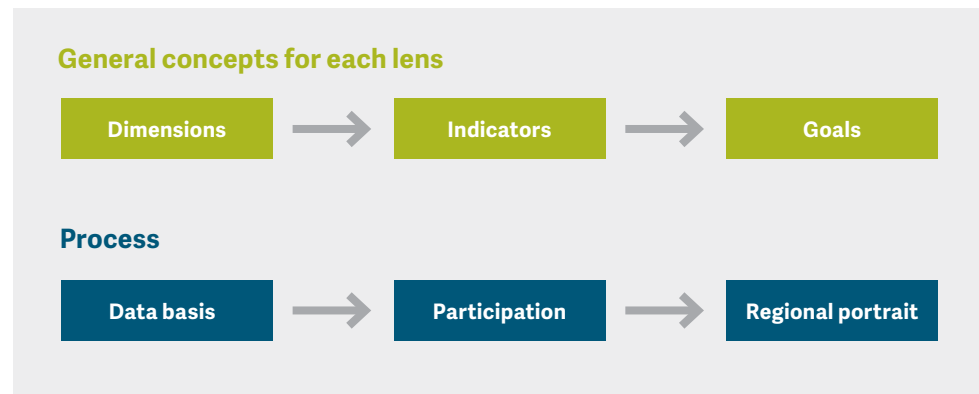 General concepts for each lens
Dimensions
Indicators
Goals
Process
Data basis
Participation
Regional portrait